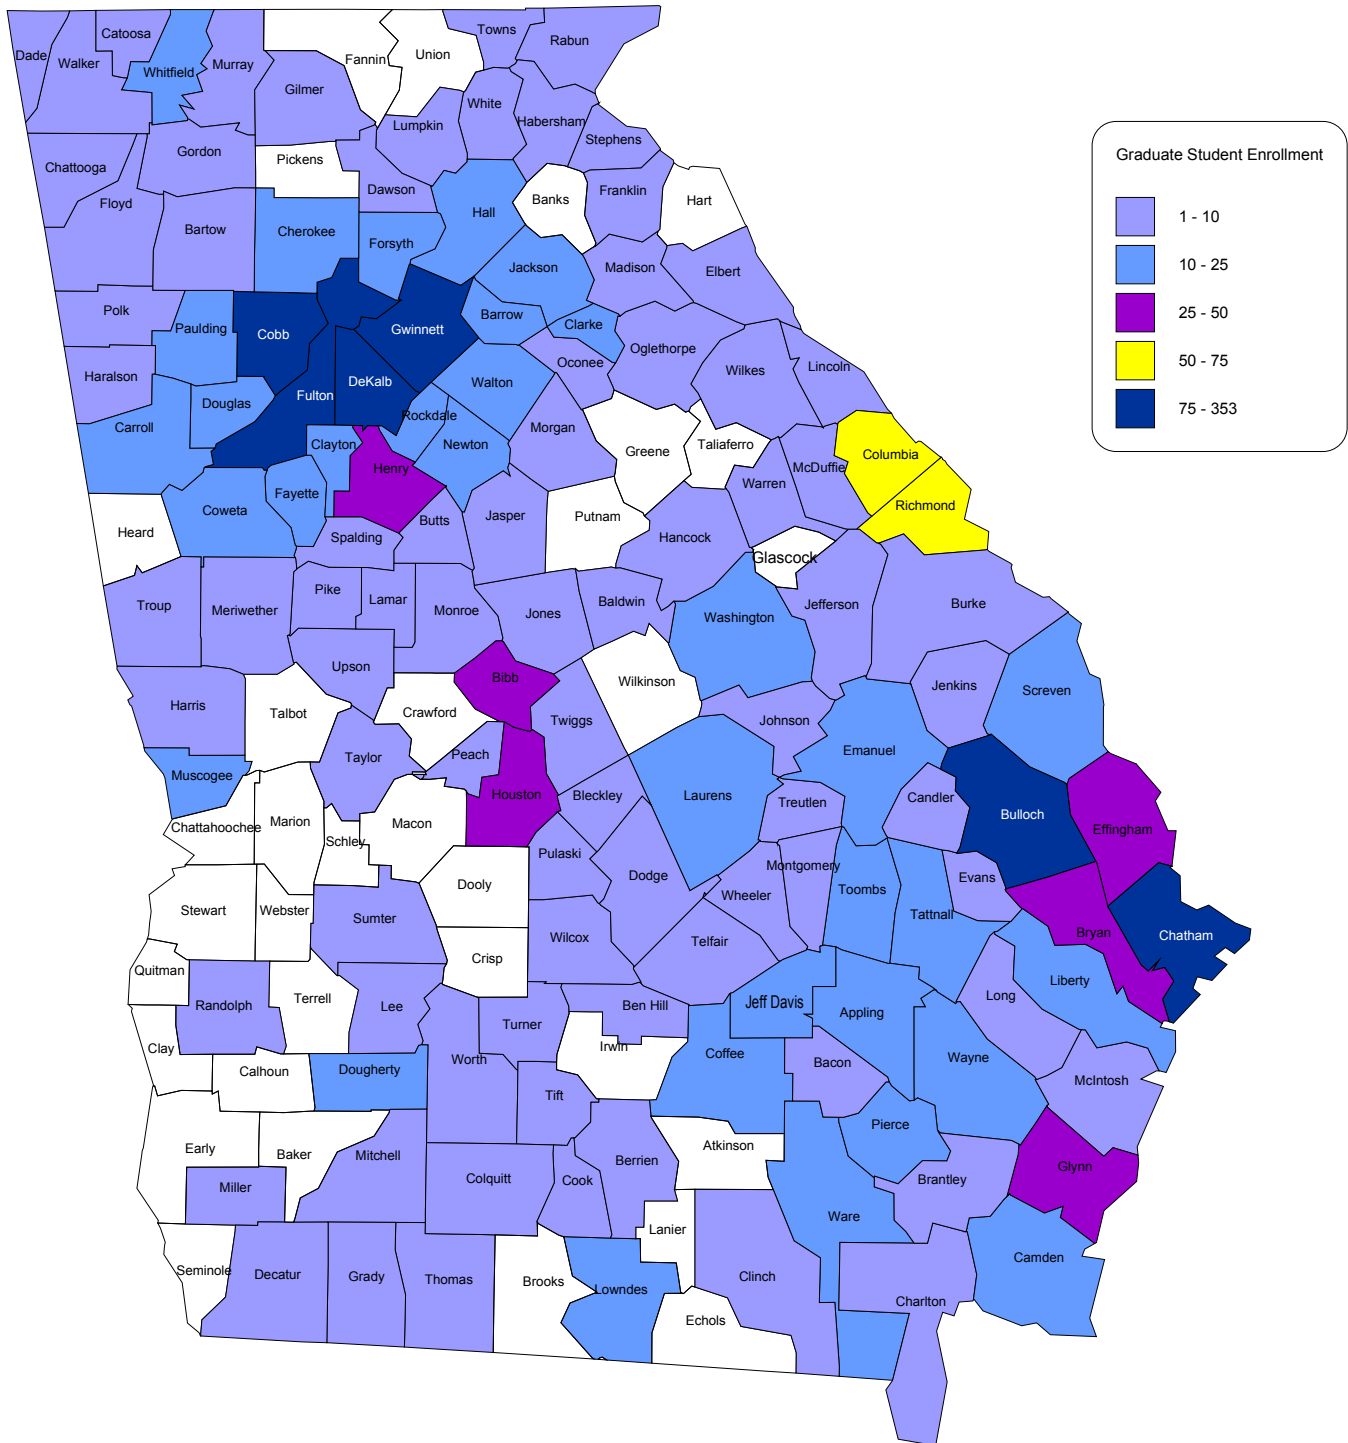 Towns
Rabun
Catoosa
Union
Dade
Walker
Fannin
Whitfield
Murray
Gilmer
White
Habersham
Lumpkin
Stephens
Graduate Student Enrollment
Gordon
Pickens
Chattooga
Dawson
Franklin
Banks
Hart
Floyd
1 - 10
Hall
Bartow
Cherokee
Forsyth
10 - 25
Jackson
Madison
Elbert
Polk
25 - 50
Barrow
Paulding
Cobb
Gwinnett
Clarke
50 - 75
Oglethorpe
Oconee
Haralson
DeKalb
Walton
Wilkes
Lincoln
Fulton
75 - 353
Douglas
Rockdale
Carroll
Morgan
Clayton
Newton
Taliaferro
Greene
Columbia
Henry
McDuffie
Warren
Fayette
Coweta
Richmond
Jasper
Putnam
Butts
Heard
Spalding
Hancock
Glascock
Pike
Lamar
Baldwin
Troup
Meriwether
Monroe
Jones
Jefferson
Burke
Washington
Upson
Bibb
Wilkinson
Jenkins
Screven
Harris
Talbot
Crawford
Twiggs
Johnson
Taylor
Peach
Emanuel
Muscogee
Houston
Bleckley
Laurens
Treutlen
Candler
Bulloch
Chattahoochee
Marion
Macon
Effingham
Schley
Pulaski
Montgomery
Dodge
Evans
Dooly
Wheeler
Toombs
Stewart
Webster
Sumter
Tattnall
Wilcox
Telfair
Bryan
Chatham
Crisp
Quitman
Liberty
Terrell
Randolph
Lee
Ben Hill
Jeff Davis
Long
Appling
Turner
Clay
Irwin
Coffee
Worth
Wayne
Bacon
Calhoun
Dougherty
McIntosh
Tift
Pierce
Early
Baker
Mitchell
Atkinson
Berrien
Glynn
Miller
Colquitt
Cook
Brantley
Ware
Lanier
Camden
Seminole
Decatur
Grady
Thomas
Brooks
Lowndes
Clinch
Charlton
Echols